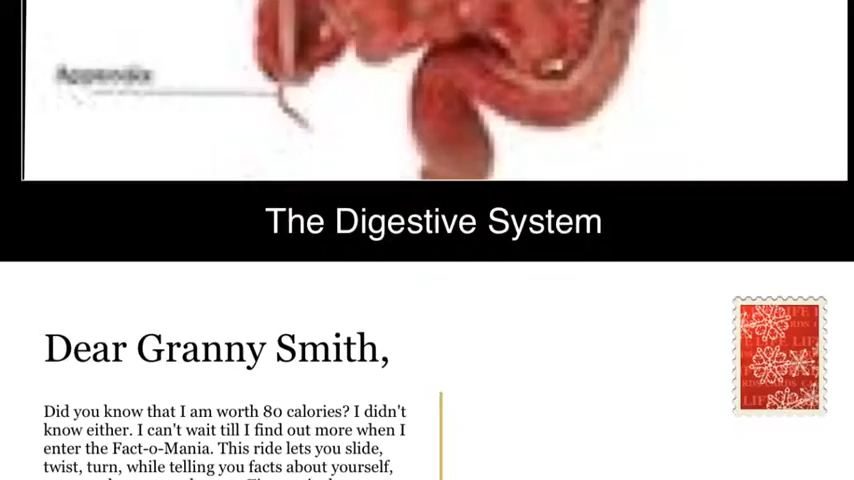 Appendix
The Digestive System
Dear Granny Smith,
Did you know that I am worth 80 calories? I didn't
know either. I can't wait till I find out more when I
enter the Fact-o-Mania. This ride lets you slide,
twist, turn, while telling you facts about yourself,